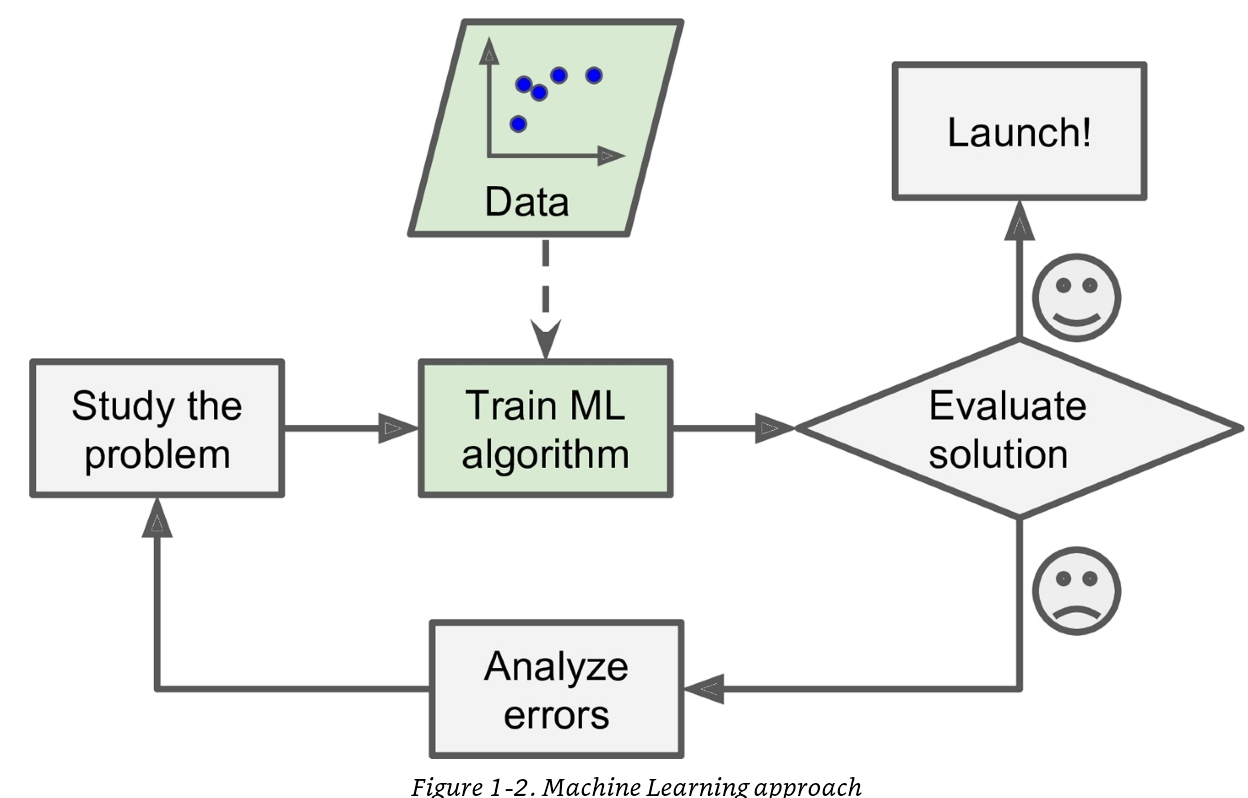 Data
Launch!
Study the
problem
Train ML
algorithm
Evaluate
solution
Analyze
errors
Figure 1-2. Machine Learning approach